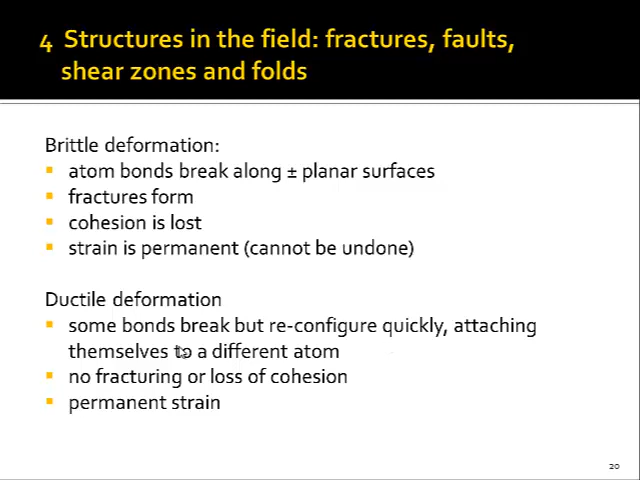 4 Structures in the field: fractures, faults,
shear zones and folds
Brittle deformation:
▪ atom bonds break along ± planar surfaces
▪ fractures form
▪ cohesion is lost
▪ strain is permanent (cannot be undone)
Ductile deformation
▪ some bonds break but re-configure quickly, attaching
themselves to a different atom
▪ no fracturing or loss of cohesion
▪ permanent strain
20